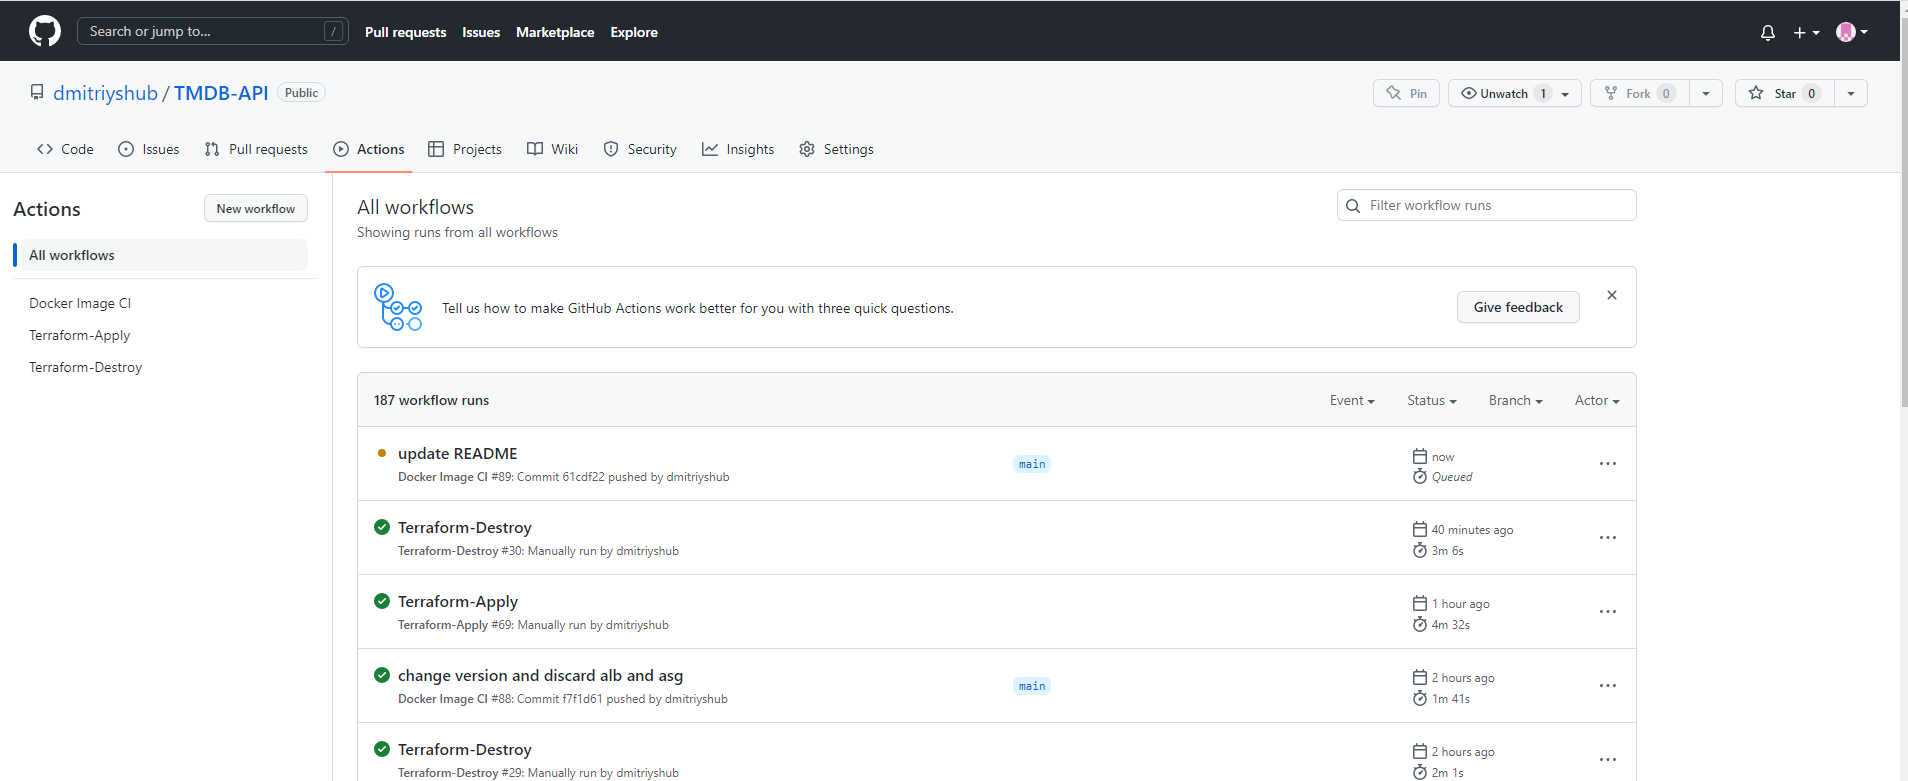 Search or jump to... /
Pull requests Issues Marketplace Explore
dmitriyshub / TMDB-API Public
Pin Unwatch 1 Fork 0 Star 0
Code Issues Pull requests Actions Projects Wiki Security Insights Settings
Actions
New workflow
All workflows
Docker Image CI
Terraform-Apply
Terraform-Destroy
All workflows
Showing runs from all workflows
Filter workflow runs
Tell us how to make GitHub Actions work better for you with three quick questions.
Give feedback
187 workflow runs
Event Status Branch Actor
update README
Docker Image CI #89: Commit 61cdf22 pushed by dmitriyshub
main
now
Queued
Terraform-Destroy
Terraform-Destroy #30: Manually run by dmitriyshub
40 minutes ago
3m 6s
Terraform-Apply
Terraform-Apply #69: Manually run by dmitriyshub
1 hour ago
4m 32s
change version and discard alb and asg
Docker Image CI #88: Commit f7f1d61 pushed by dmitriyshub
main
2 hours ago
1m 41s
Terraform-Destroy
Terraform-Destroy #29: Manually run by dmitriyshub
2 hours ago
2m 1s